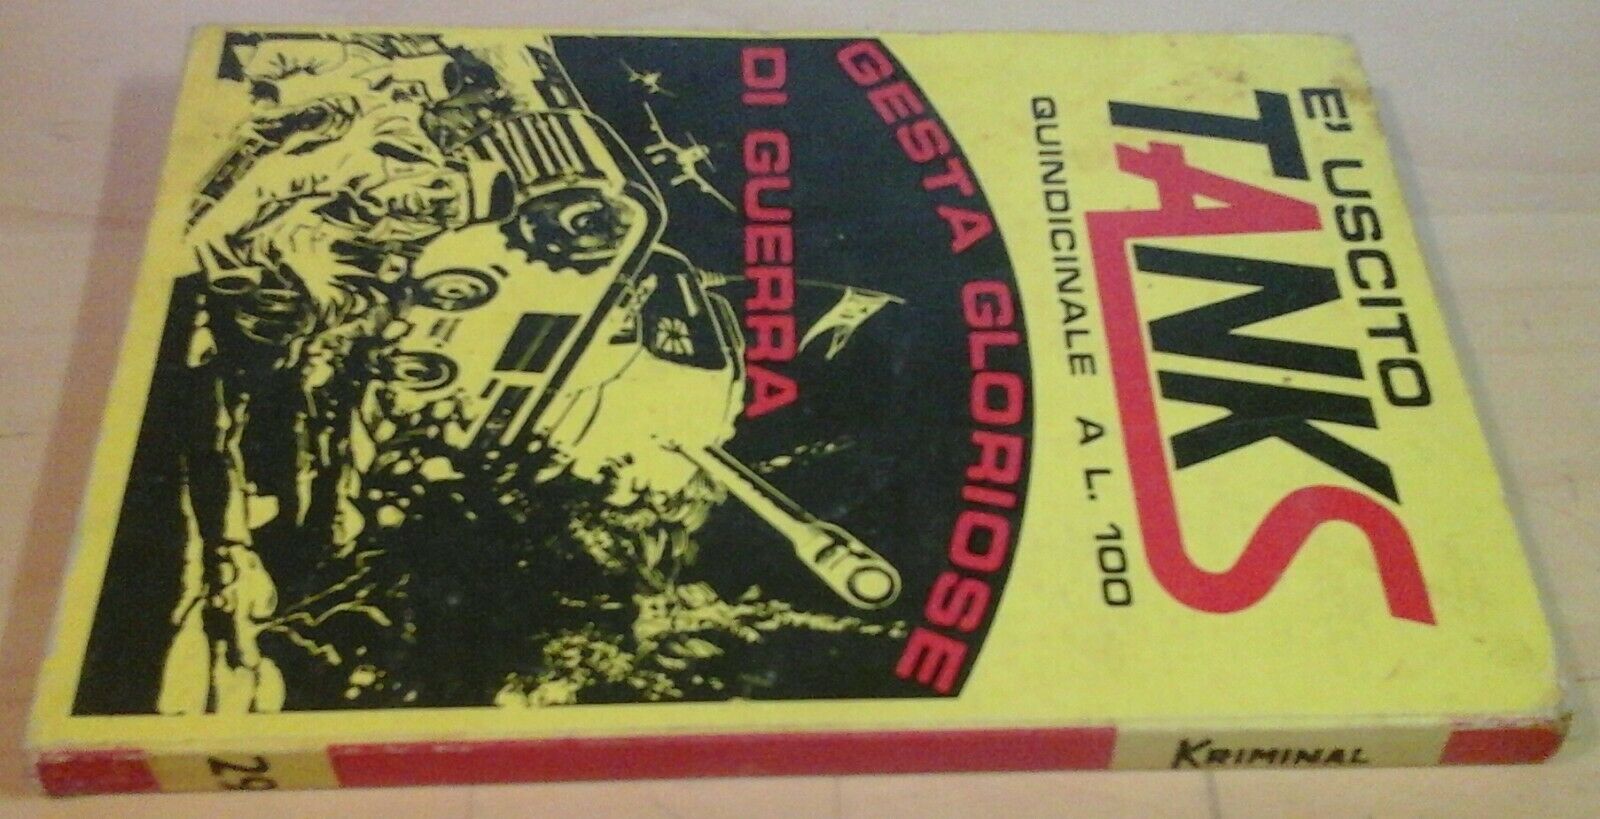 E' USCITO
TANKS
QUINDICINALE A L. 100
GESTA GLORIOSE
DI GUERRA
KRIMINAL